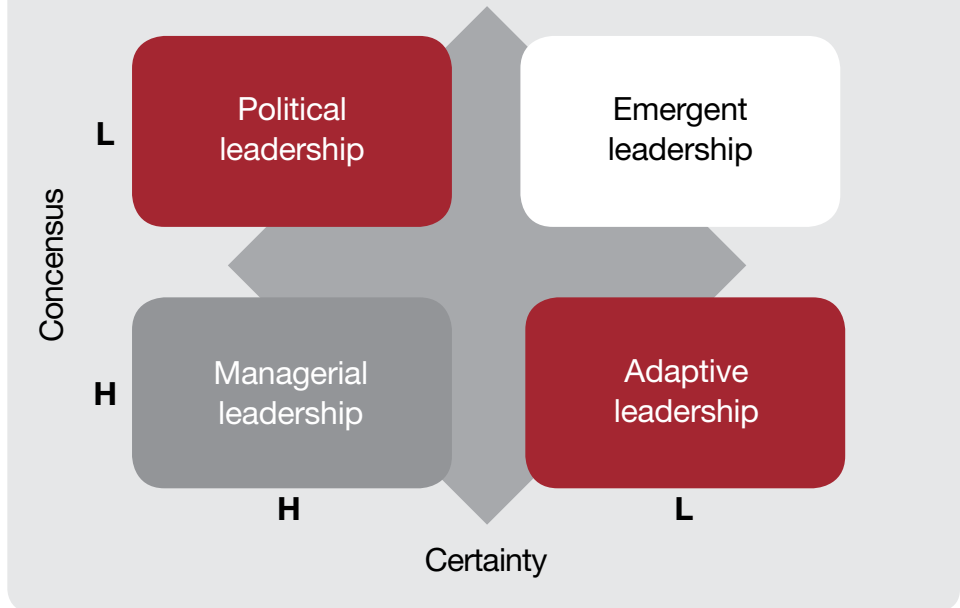 Political
leadership
Emergent
leadership
L
Concensus
Managerial
leadership
Adaptive
leadership
H
H
L
Certainty